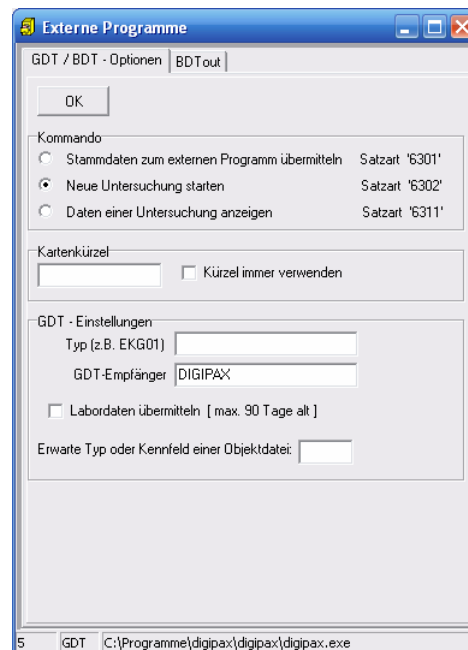 Externe Programme
GDT / BDT - Optionen BDTout
OK
Kommando
Stammdaten zum externen Programm übermitteln Satzart '6301'
Neue Untersuchung starten Satzart '6302'
Daten einer Untersuchung anzeigen Satzart '6311'
Kartenkürzel
Kürzel immer verwenden
GDT - Einstellungen
Typ (z.B. EKG01)
GDT-Empfänger DIGIPAX
Labordaten übermitteln [ max. 90 Tage alt ]
Erwarte Typ oder Kennfeld einer Objektdatei:
5 GDT C:\Programme\digipax\digipax\digipax.exe